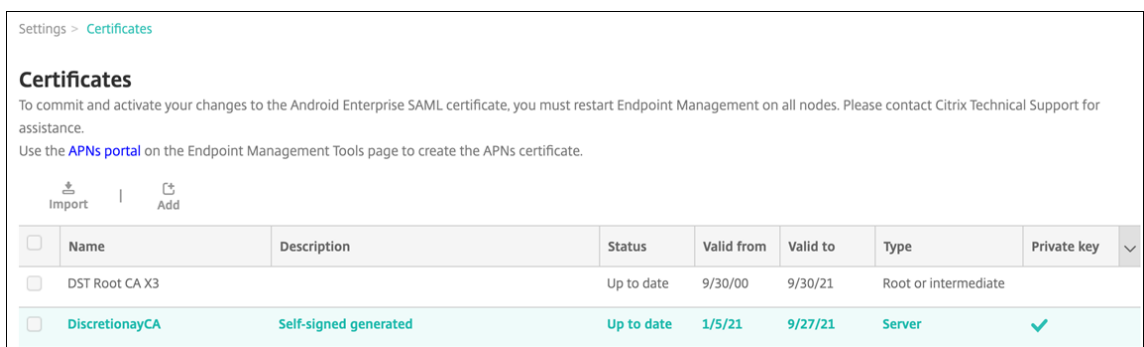 Settings > Certificates
Certificates
To commit and activate your changes to the Android Enterprise SAML certificate, you must restart Endpoint Management on all nodes. Please contact Citrix Technical Support for
assistance.
Use the APNs portal on the Endpoint Management Tools page to create the APNs certificate.
Import | Add
Name Description Status Valid from Valid to Type Private key
DST Root CA X3 Up to date 9/30/00 9/30/21 Root or intermediate
DiscretionayCA Self-signed generated Up to date 1/5/21 9/27/21 Server